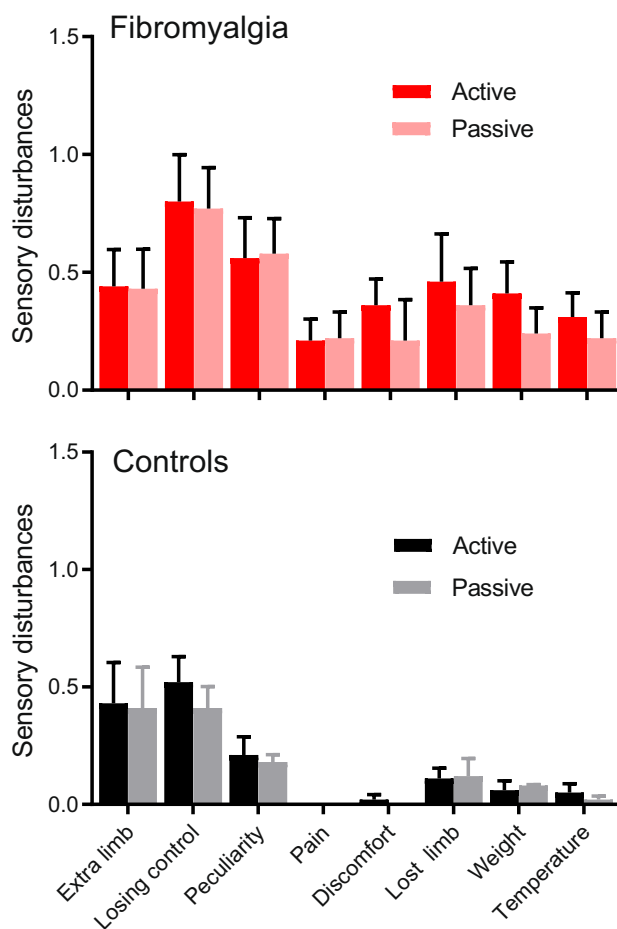 Fibromyalgia
1.5
1.0
0.5
0.0
Sensory disturbances
Active
Passive
Controls
1.5
1.0
0.5
0.0
Sensory disturbances
Active
Passive
Extra limb
Losing control
Peculiarity
Pain
Discomfort
Lost limb
Weight
Temperature